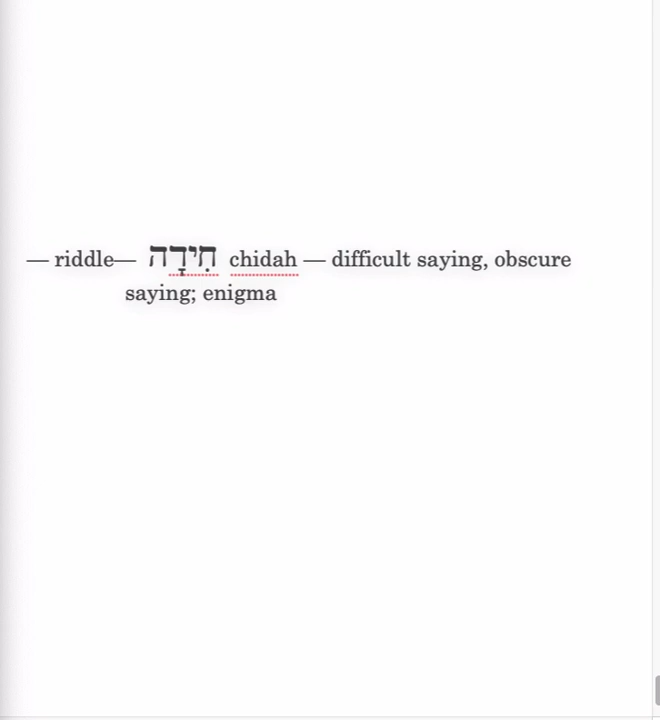 — riddle— חִידָה chidah — difficult saying, obscure
saying; enigma